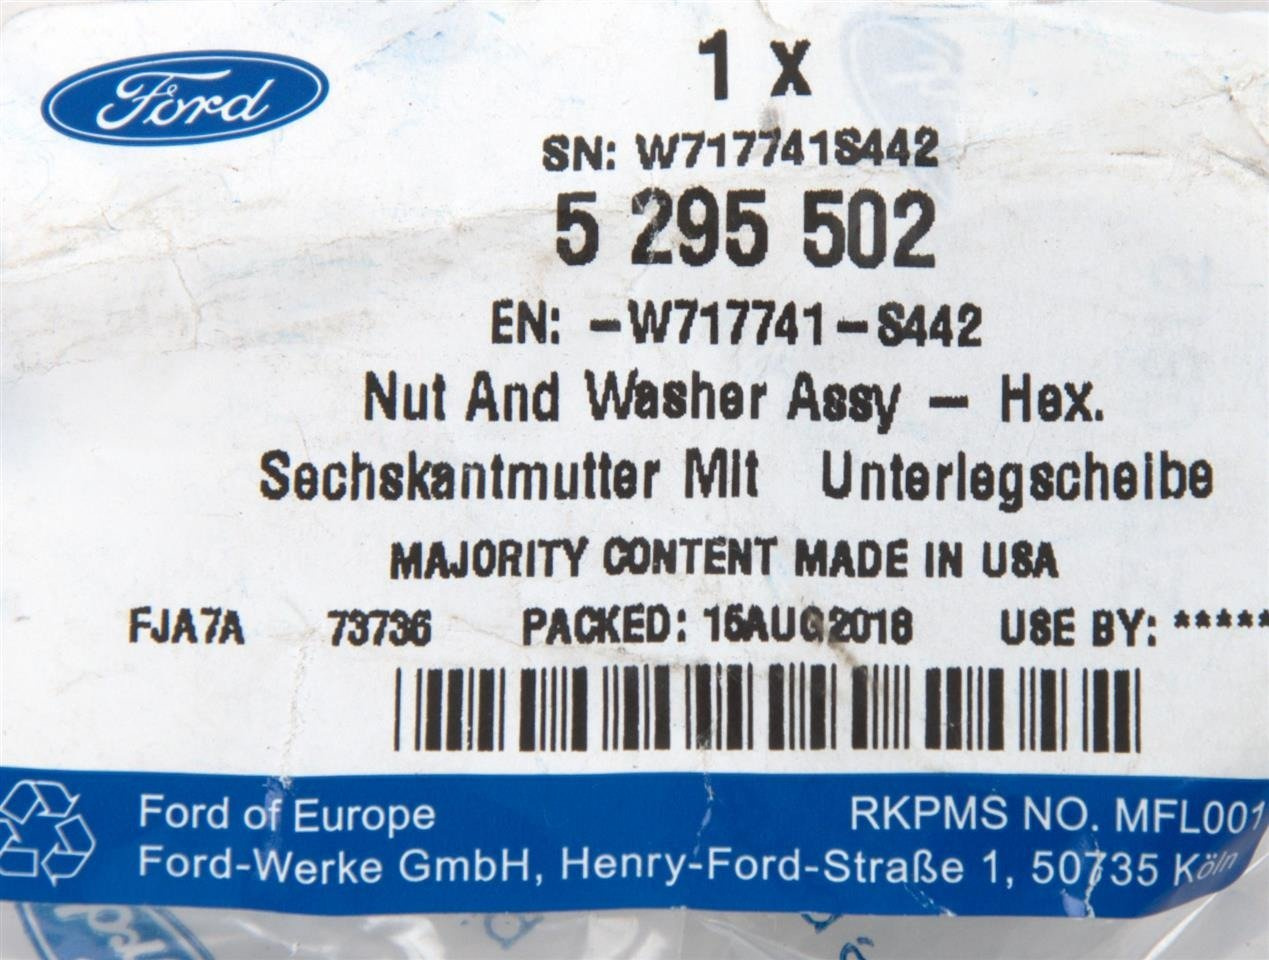 Ford
1 x
SN: W717741S442
5 295 502
EN: -W717741-S442
Nut And Washer Assy - Hex.
Sechskantmutter Mit Unterlegscheibe
MAJORITY CONTENT MADE IN USA
FJA7A 73736 PACKED: 15AUG2018 USE BY: *****
Ford of Europe RKPMS NO. MFL001
Ford-Werke GmbH, Henry-Ford-Straße 1, 50735 Köln